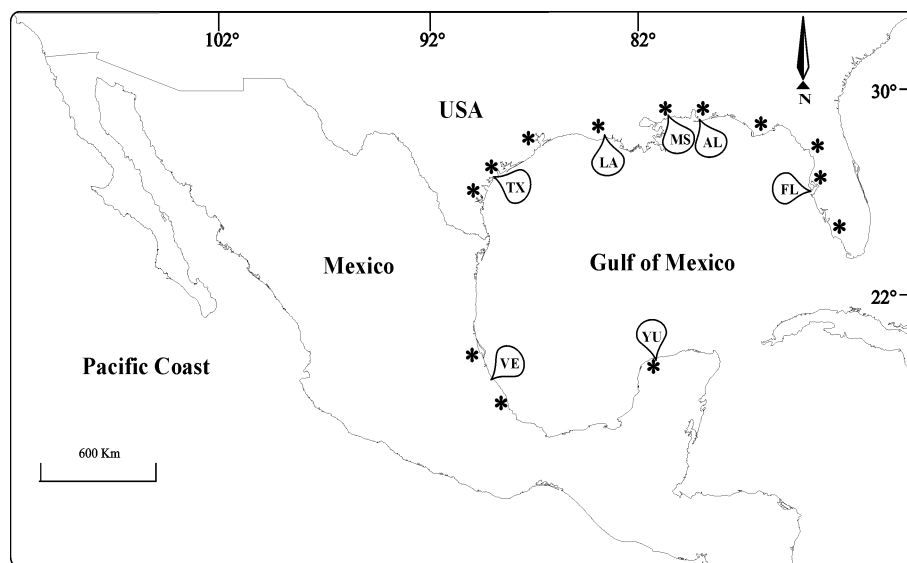 102° 92° 82°
30°
N
USA
MS AL
LA
TX
FL
Mexico
Gulf of Mexico
22°
YU
VE
Pacific Coast
600 Km